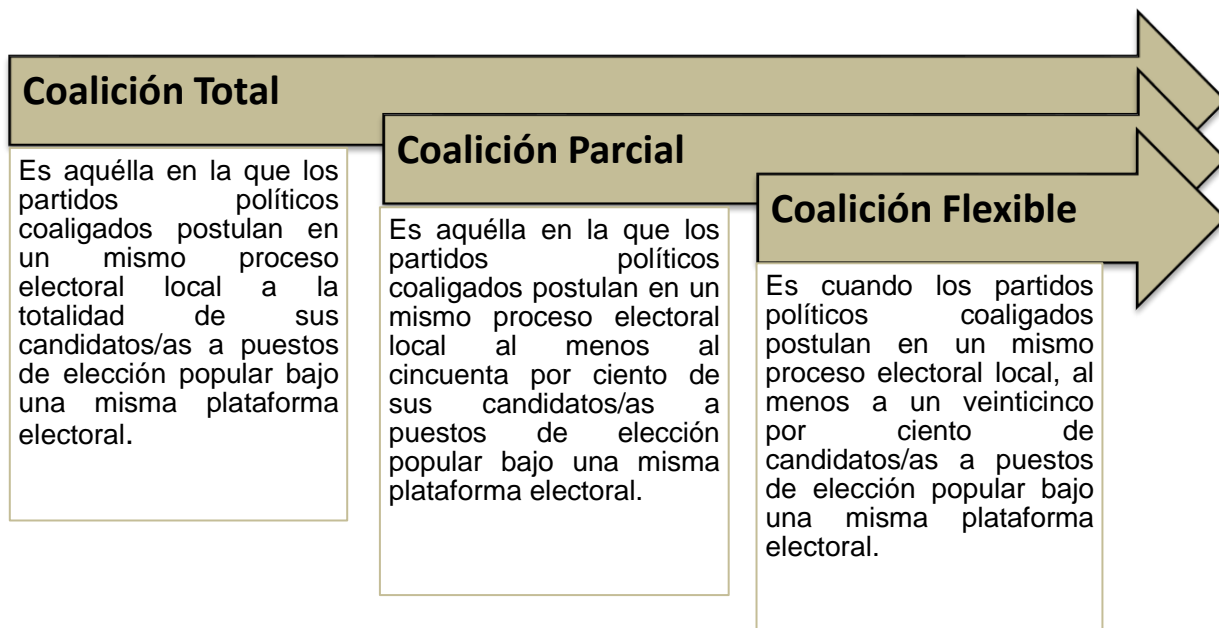 Coalición Total
Es aquélla en la que los
partidos políticos
coaligados postulan en
un mismo proceso
electoral local a la
totalidad de sus
candidatos/as a puestos
de elección popular bajo
una misma plataforma
electoral.
Coalición Parcial
Es aquélla en la que los
partidos políticos
coaligados postulan en un
mismo proceso electoral
local al menos al
cincuenta por ciento de
sus candidatos/as a
puestos de elección
popular bajo una misma
plataforma electoral.
Coalición Flexible
Es cuando los partidos
políticos coaligados
postulan en un mismo
proceso electoral local, al
menos a un veinticinco
por ciento de
candidatos/as a puestos
de elección popular bajo
una misma plataforma
electoral.